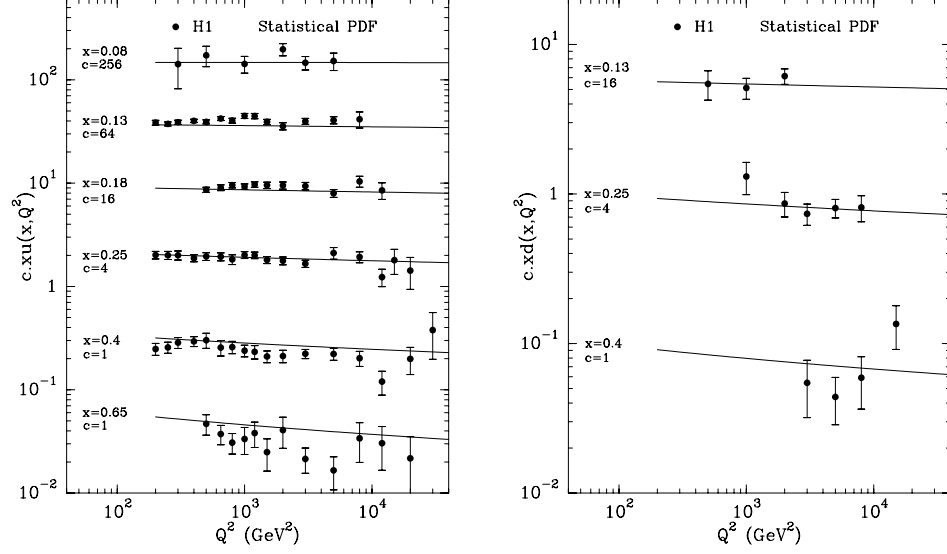 H1 Statistical PDF
x=0.08
c=256
x=0.13
c=64
x=0.18
c=16
x=0.25
c=4
x=0.4
c=1
x=0.65
c=1
10²
10
1
10⁻¹
10⁻²
c.xu(x,Q²)
10² 10³ 10⁴
Q² (GeV²)
H1 Statistical PDF
x=0.13
c=16
x=0.25
c=4
x=0.4
c=1
10¹
1
10⁻¹
10⁻²
c.xd(x,Q²)
10² 10³ 10⁴
Q² (GeV²)